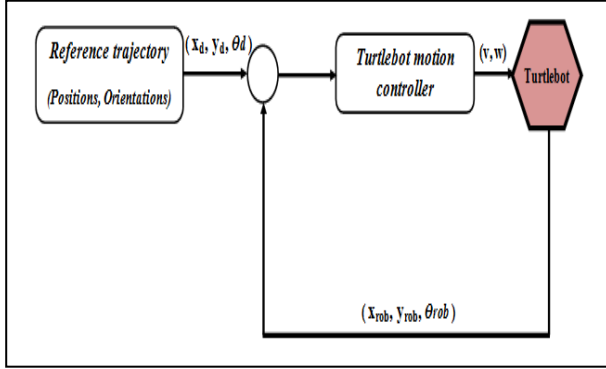 Reference trajectory
(Positions, Orientations)
(xd, yd, θd)
Turtlebot motion
controller
(v, w)
Turtlebot
(xrob, yrob, θrob)